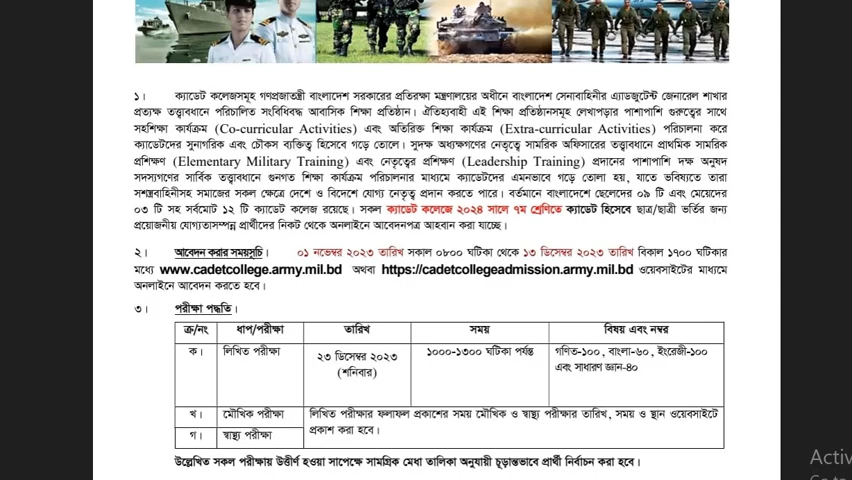 ১। ক্যাডেট কলেজসমূহ গণপ্রজাতন্ত্রী বাংলাদেশ সরকারের প্রতিরক্ষা মন্ত্রণালয়ের অধীনে বাংলাদেশ সেনাবাহিনীর এ্যাডজুটেন্ট জেনারেল শাখার
প্রত্যক্ষ তত্ত্বাবধানে পরিচালিত সংবিধিবদ্ধ আবাসিক শিক্ষা প্রতিষ্ঠান। ঐতিহ্যবাহী এই শিক্ষা প্রতিষ্ঠানসমূহ লেখাপড়ার পাশাপাশি গুরুত্বের সাথে
সহশিক্ষা কার্যক্রম (Co-curricular Activities) এবং অতিরিক্ত শিক্ষা কার্যক্রম (Extra-curricular Activities) পরিচালনা করে
ক্যাডেটদের সুনাগরিক এবং চৌকস ব্যক্তিত্ব হিসেবে গড়ে তোলে। সুদক্ষ অধ্যক্ষগণের নেতৃত্বে সামরিক অফিসারের তত্ত্বাবধানে প্রাথমিক সামরিক
প্রশিক্ষণ (Elementary Military Training) এবং নেতৃত্বের প্রশিক্ষণ (Leadership Training) প্রদানের পাশাপাশি দক্ষ অনুষদ
সদস্যগণের সার্বিক তত্ত্বাবধানে গুনগত শিক্ষা কার্যক্রম পরিচালনার মাধ্যমে ক্যাডেটদের এমনভাবে গড়ে তোলা হয়, যাতে ভবিষ্যতে তারা
সশস্ত্রবাহিনীসহ সমাজের সকল ক্ষেত্রে দেশে ও বিদেশে যোগ্য নেতৃত্ব প্রদান করতে পারে। বর্তমানে বাংলাদেশে ছেলেদের ০৯ টি এবং মেয়েদের
০৩ টি সহ সর্বমোট ১২ টি ক্যাডেট কলেজ রয়েছে। সকল ক্যাডেট কলেজে ২০২৪ সালে ৭ম শ্রেণিতে ক্যাডেট হিসেবে ছাত্র/ছাত্রী ভর্তির জন্য
প্রয়োজনীয় যোগ্যতাসম্পন্ন প্রার্থীদের নিকট থেকে অনলাইনে আবেদনপত্র আহবান করা যাচ্ছে।
২। আবেদন করার সময়সূচি। ০১ নভেম্বর ২০২৩ তারিখ সকাল ০৮০০ ঘটিকা থেকে ১৩ ডিসেম্বর ২০২৩ তারিখ বিকাল ১৭০০ ঘটিকার
মধ্যে www.cadetcollege.army.mil.bd অথবা https://cadetcollegeadmission.army.mil.bd ওয়েবসাইটের মাধ্যমে
অনলাইনে আবেদন করতে হবে।
৩। পরীক্ষা পদ্ধতি।
ক্র/নং ধাপ/পরীক্ষা তারিখ সময় বিষয় এবং নম্বর
ক। লিখিত পরীক্ষা ২৩ ডিসেম্বর ২০২৩ ১০০০-১৩০০ ঘটিকা পর্যন্ত গণিত-১০০, বাংলা-৬০, ইংরেজী-১০০
(শনিবার) এবং সাধারণ জ্ঞান-৪০
খ। মৌখিক পরীক্ষা লিখিত পরীক্ষার ফলাফল প্রকাশের সময় মৌখিক ও স্বাস্থ্য পরীক্ষার তারিখ, সময় ও স্থান ওয়েবসাইটে
গ। স্বাস্থ্য পরীক্ষা প্রকাশ করা হবে।
উল্লেখিত সকল পরীক্ষায় উত্তীর্ণ হওয়া সাপেক্ষে সামগ্রিক মেধা তালিকা অনুযায়ী চূড়ান্তভাবে প্রার্থী নির্বাচন করা হবে।